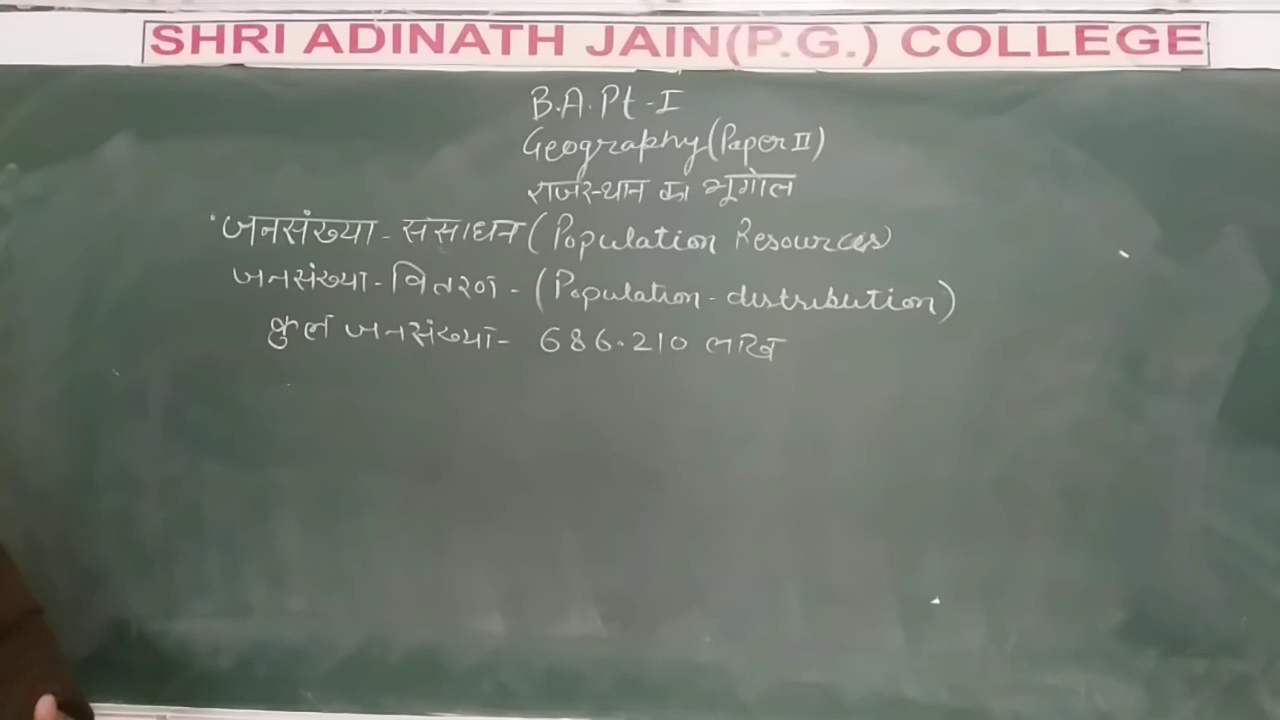 SHRI ADINATH JAIN(P.G.) COLLEGE
B.A. Pt-I
Geography(Paper II)
राजस्थान का भूगोल
जनसंख्या-संसाधन (Population Resources)
जनसंख्या-वितरण-(Population-distribution)
कुल जनसंख्या- 686.210 लाख